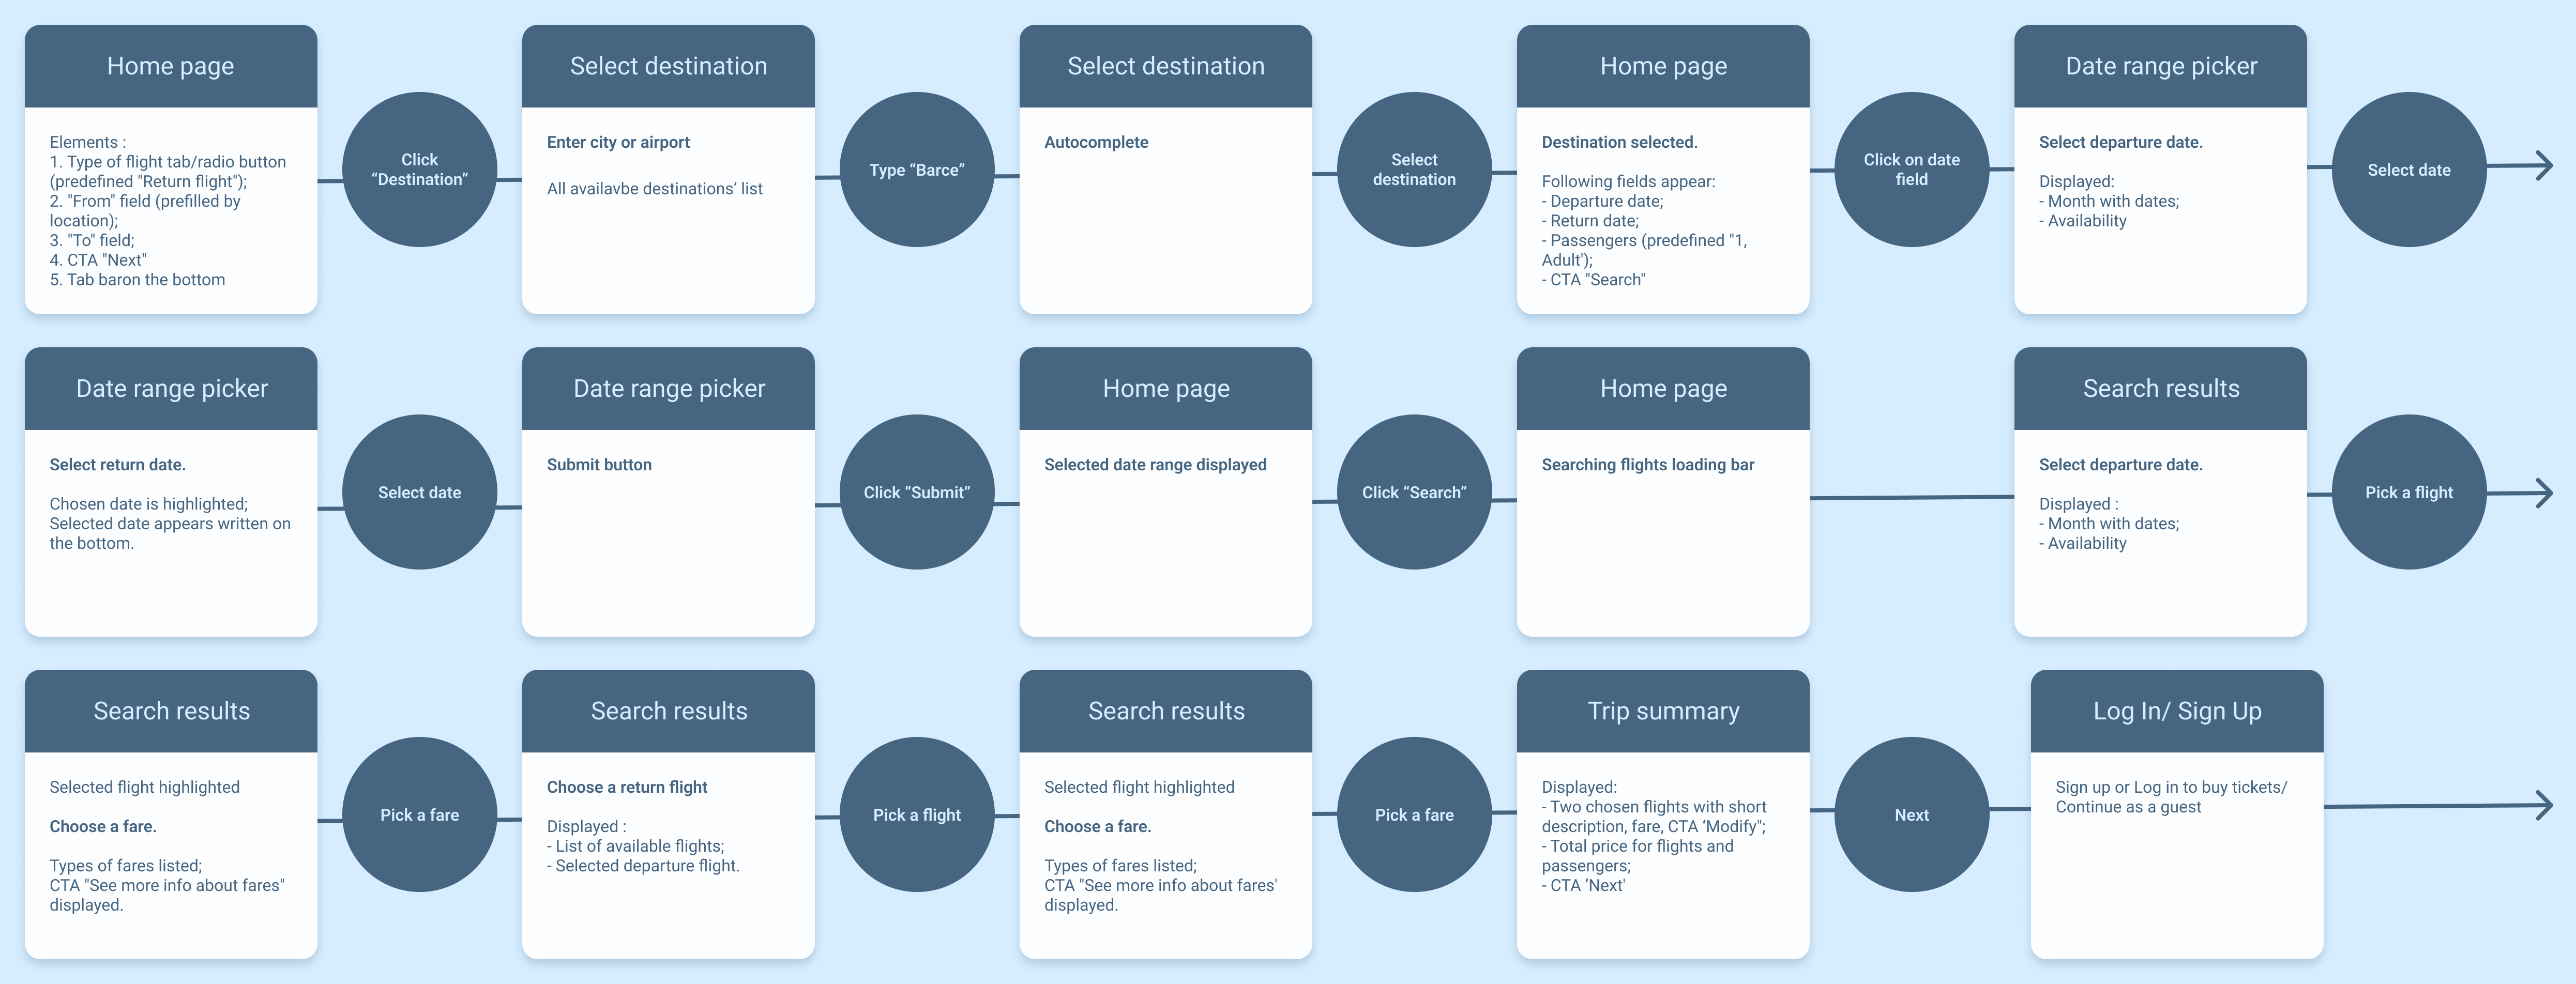 Home page
Elements :
1. Type of flight tab/radio button
(predefined "Return flight");
2. "From" field (prefilled by
location);
3. "To" field;
4. CTA "Next"
5. Tab baron the bottom
Click
“Destination”
Select destination
Enter city or airport
All availavbe destinations’ list
Type “Barce”
Select destination
Autocomplete
Select
destination
Home page
Destination selected.
Following fields appear:
- Departure date;
- Return date;
- Passengers (predefined "1,
Adult');
- CTA "Search"
Click on date
field
Date range picker
Select departure date.
Displayed:
- Month with dates;
- Availability
Select date
Date range picker
Select return date.
Chosen date is highlighted;
Selected date appears written on
the bottom.
Select date
Date range picker
Submit button
Click “Submit”
Home page
Selected date range displayed
Click “Search”
Home page
Searching flights loading bar
Search results
Select departure date.
Displayed :
- Month with dates;
- Availability
Pick a flight
Search results
Selected flight highlighted
Choose a fare.
Types of fares listed;
CTA "See more info about fares"
displayed.
Pick a fare
Search results
Choose a return flight
Displayed :
- List of available flights;
- Selected departure flight.
Pick a flight
Search results
Selected flight highlighted
Choose a fare.
Types of fares listed;
CTA "See more info about fares'
displayed.
Pick a fare
Trip summary
Displayed:
- Two chosen flights with short
description, fare, CTA ‘Modify";
- Total price for flights and
passengers;
- CTA ’Next'
Next
Log In/ Sign Up
Sign up or Log in to buy tickets/
Continue as a guest